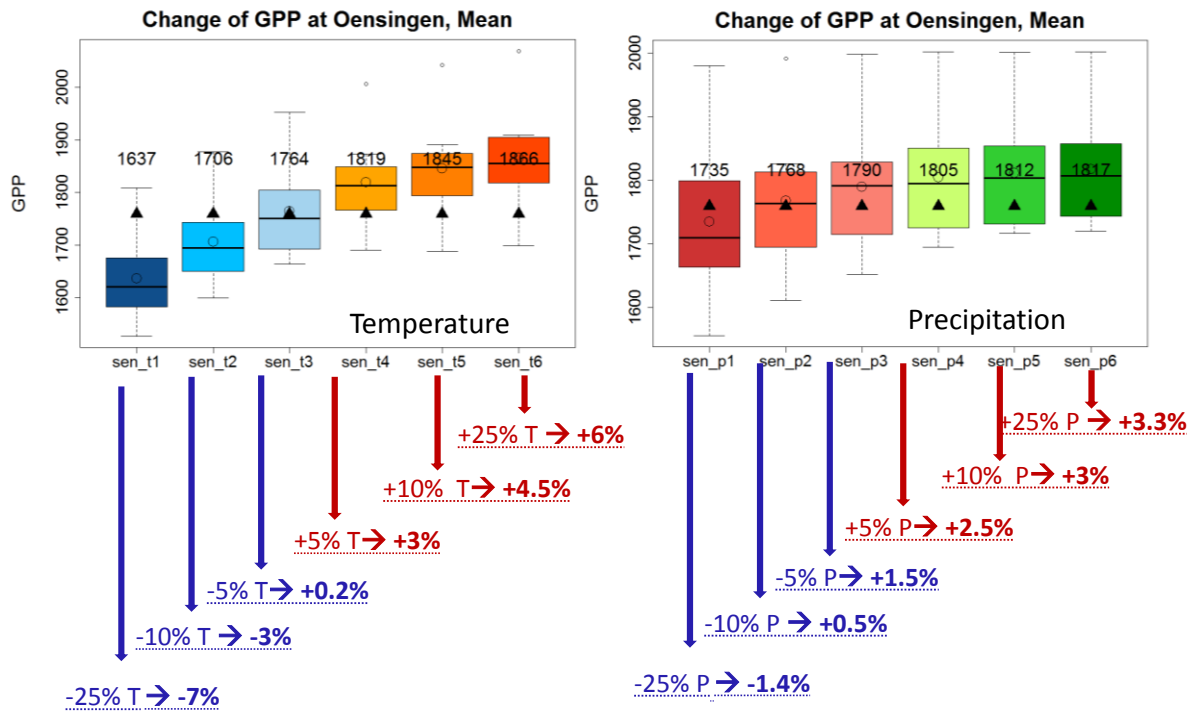 Change of GPP at Oensingen, Mean
GPP
2000
1900
1800
1700
1600
1637 1706 1764 1819 1845 1866
Temperature
sen_t1 sen_t2 sen_t3 sen_t4 sen_t5 sen_t6
+25% T → +6%
+10% T → +4.5%
+5% T → +3%
-5% T → +0.2%
-10% T → -3%
-25% T → -7%
Change of GPP at Oensingen, Mean
GPP
2000
1900
1800
1700
1600
1735 1768 1790 1805 1812 1817
Precipitation
sen_p1 sen_p2 sen_p3 sen_p4 sen_p5 sen_p6
+25% P → +3.3%
+10% P → +3%
+5% P → +2.5%
-5% P → +1.5%
-10% P → +0.5%
-25% P → -1.4%